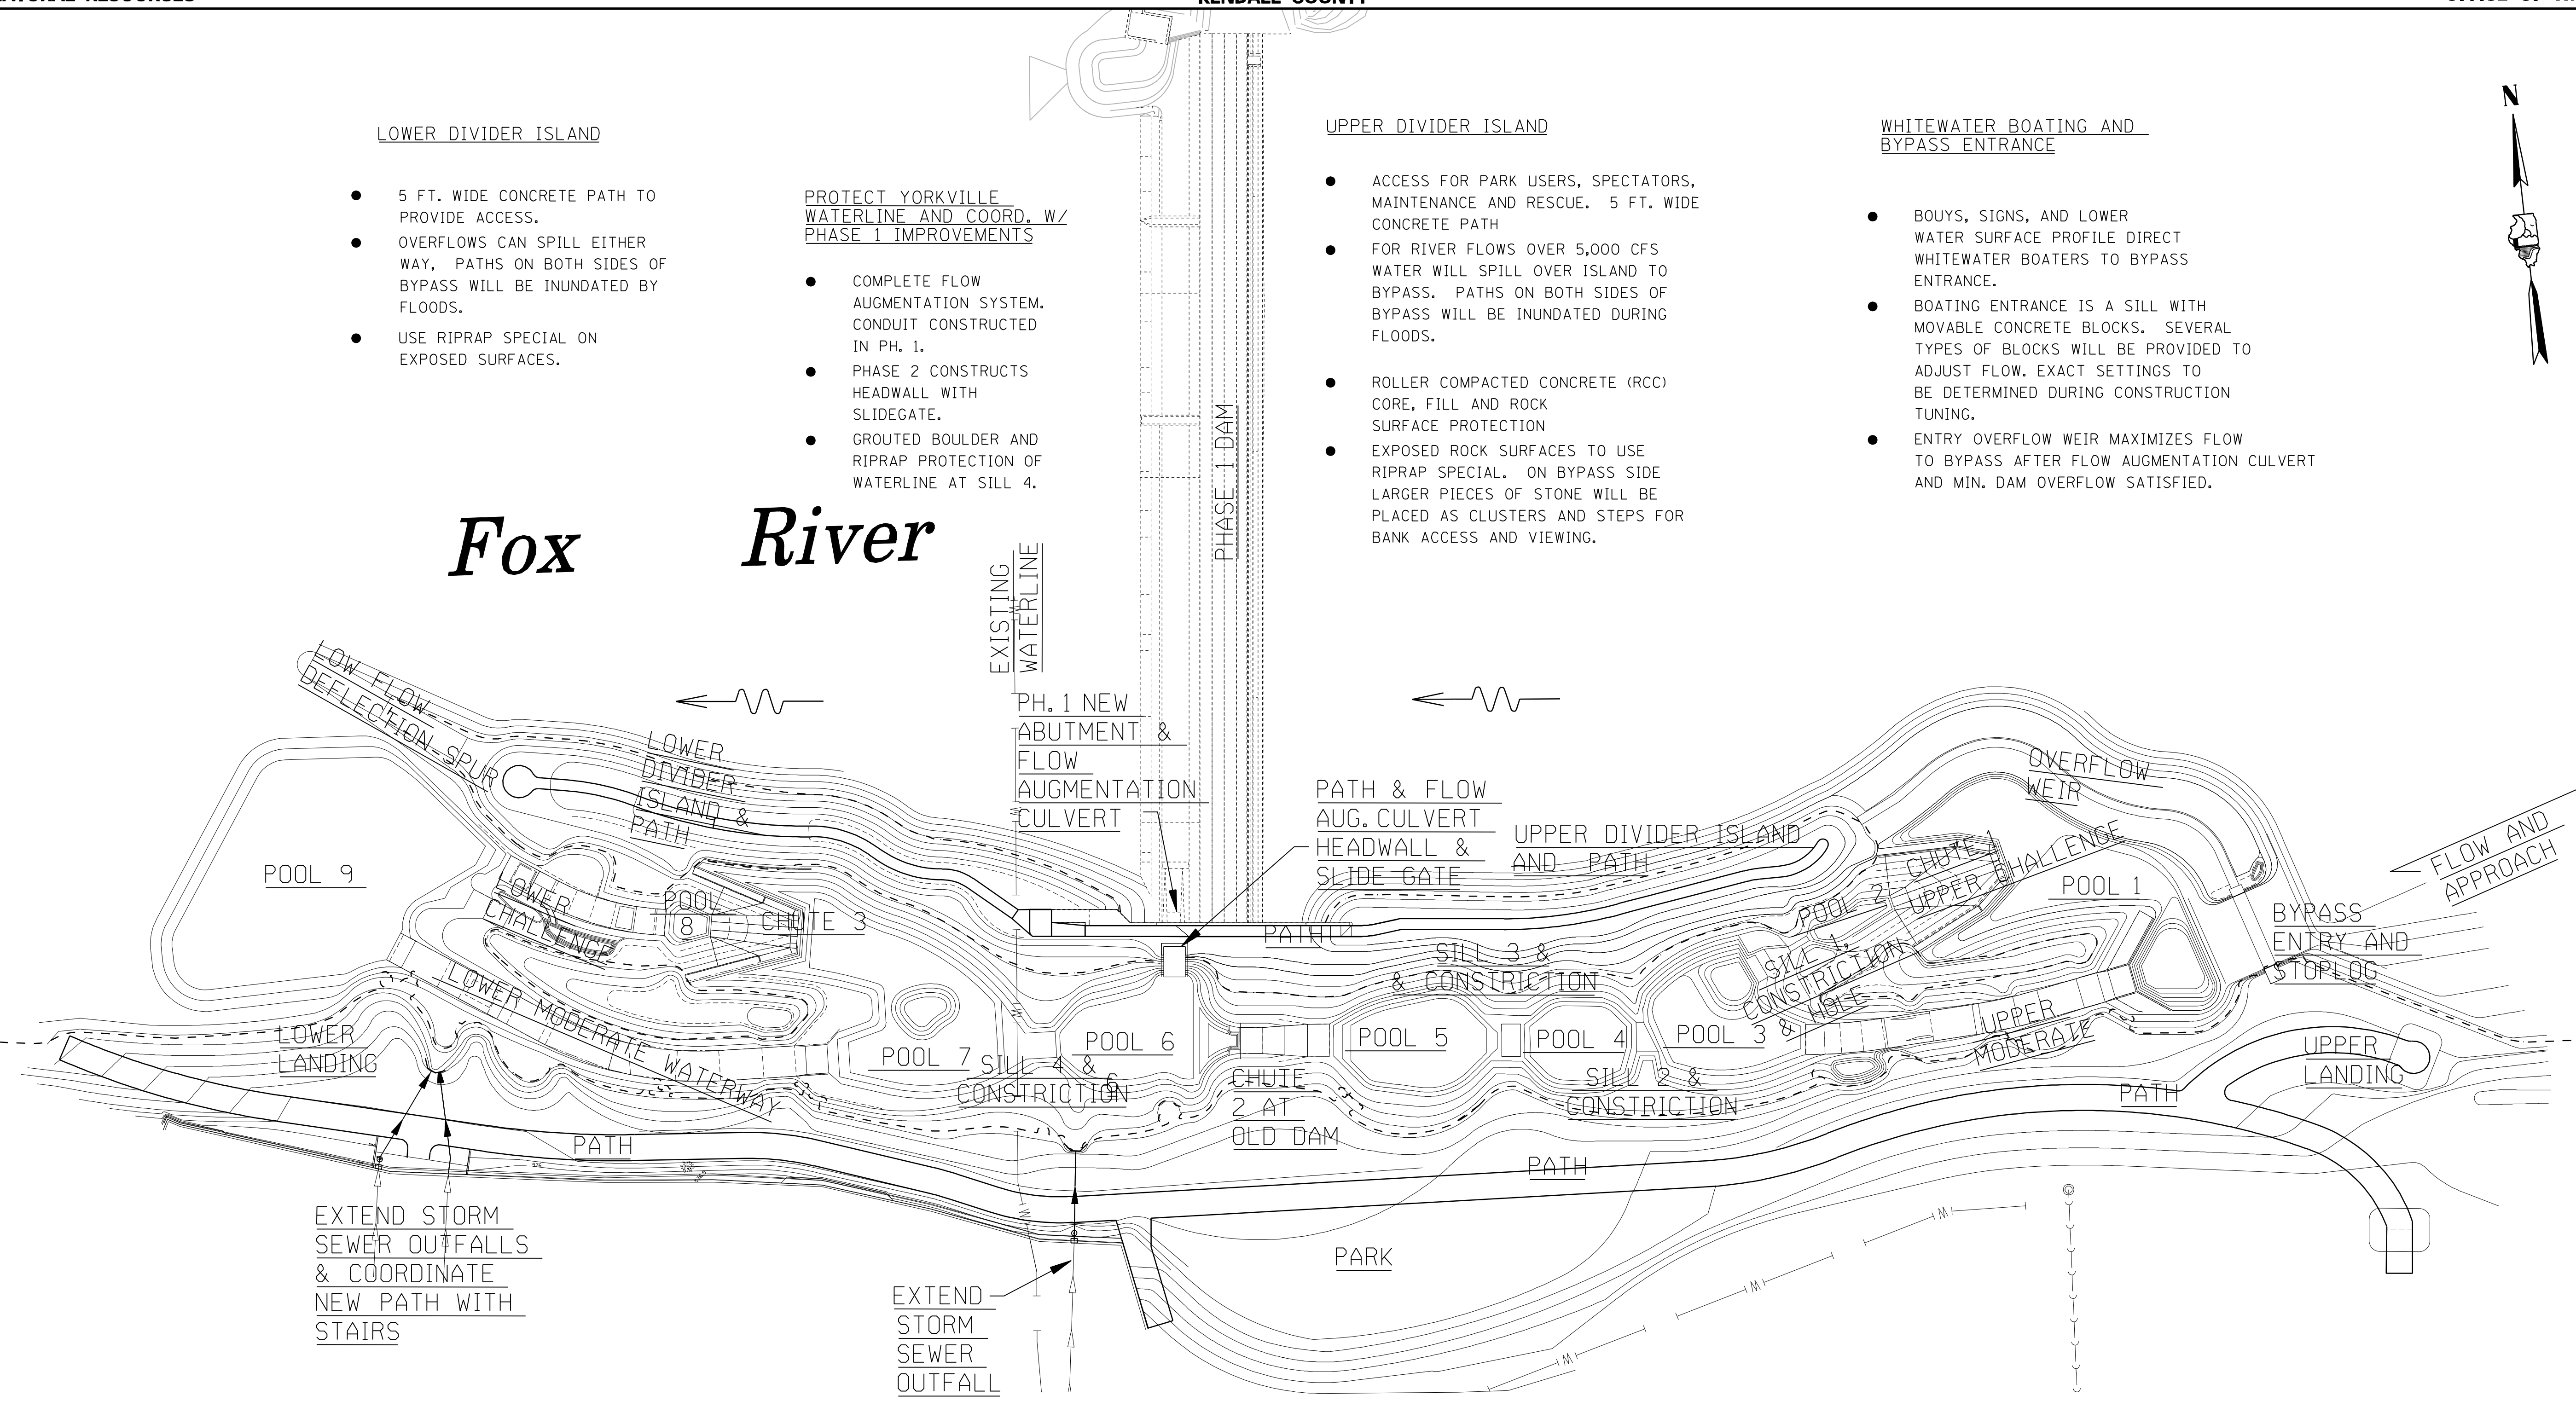 KENDALL COUNTY
LOWER DIVIDER ISLAND
● 5 FT. WIDE CONCRETE PATH TO
PROVIDE ACCESS.
● OVERFLOWS CAN SPILL EITHER
WAY, PATHS ON BOTH SIDES OF
BYPASS WILL BE INUNDATED BY
FLOODS.
● USE RIPRAP SPECIAL ON
EXPOSED SURFACES.
PROTECT YORKVILLE
WATERLINE AND COORD. W/
PHASE 1 IMPROVEMENTS
● COMPLETE FLOW
AUGMENTATION SYSTEM.
CONDUIT CONSTRUCTED
IN PH. 1.
● PHASE 2 CONSTRUCTS
HEADWALL WITH
SLIDEGATE.
● GROUTED BOULDER AND
RIPRAP PROTECTION OF
WATERLINE AT SILL 4.
UPPER DIVIDER ISLAND
● ACCESS FOR PARK USERS, SPECTATORS,
MAINTENANCE AND RESCUE. 5 FT. WIDE
CONCRETE PATH
● FOR RIVER FLOWS OVER 5,000 CFS
WATER WILL SPILL OVER ISLAND TO
BYPASS. PATHS ON BOTH SIDES OF
BYPASS WILL BE INUNDATED DURING
FLOODS.
● ROLLER COMPACTED CONCRETE (RCC)
CORE, FILL AND ROCK
SURFACE PROTECTION
● EXPOSED ROCK SURFACES TO USE
RIPRAP SPECIAL. ON BYPASS SIDE
LARGER PIECES OF STONE WILL BE
PLACED AS CLUSTERS AND STEPS FOR
BANK ACCESS AND VIEWING.
WHITEWATER BOATING AND
BYPASS ENTRANCE
● BOUYS, SIGNS, AND LOWER
WATER SURFACE PROFILE DIRECT
WHITEWATER BOATERS TO BYPASS
ENTRANCE.
● BOATING ENTRANCE IS A SILL WITH
MOVABLE CONCRETE BLOCKS. SEVERAL
TYPES OF BLOCKS WILL BE PROVIDED TO
ADJUST FLOW. EXACT SETTINGS TO
BE DETERMINED DURING CONSTRUCTION
TUNING.
● ENTRY OVERFLOW WEIR MAXIMIZES FLOW
TO BYPASS AFTER FLOW AUGMENTATION CULVERT
AND MIN. DAM OVERFLOW SATISFIED.
N
Fox River
PHASE 1 DAM
EXISTING
WATERLINE
LOW FLOW
DEFLECTION SPUR
LOWER
DIVIDER
ISLAND &
PATH
PH. 1 NEW
ABUTMENT &
FLOW
AUGMENTATION
CULVERT
PATH & FLOW
AUG. CULVERT
HEADWALL &
SLIDE GATE
UPPER DIVIDER ISLAND
AND PATH
OVERFLOW
WEIR
FLOW AND
APPROACH
POOL 9
LOWER
CHALLENGE
POOL
8
CHUTE 3
PATH
SILL 3 &
& CONSTRICTION
POOL 2
CHUTE 1
UPPER CHALLENGE
POOL 1
SILL 1,
CONSTRICTION
& HOLE
BYPASS
ENTRY AND
STOPLOG
LOWER
LANDING
LOWER MODERATE WATERWAY
POOL 7
SILL 4 &
CONSTRICTION
POOL 6
6
CHUTE
2 AT
OLD DAM
POOL 5
POOL 4
SILL 2 &
CONSTRICTION
POOL 3
UPPER
MODERATE
UPPER
LANDING
PATH
PATH
PATH
EXTEND STORM
SEWER OUTFALLS
& COORDINATE
NEW PATH WITH
STAIRS
EXTEND
STORM
SEWER
OUTFALL
PARK
W
W
W